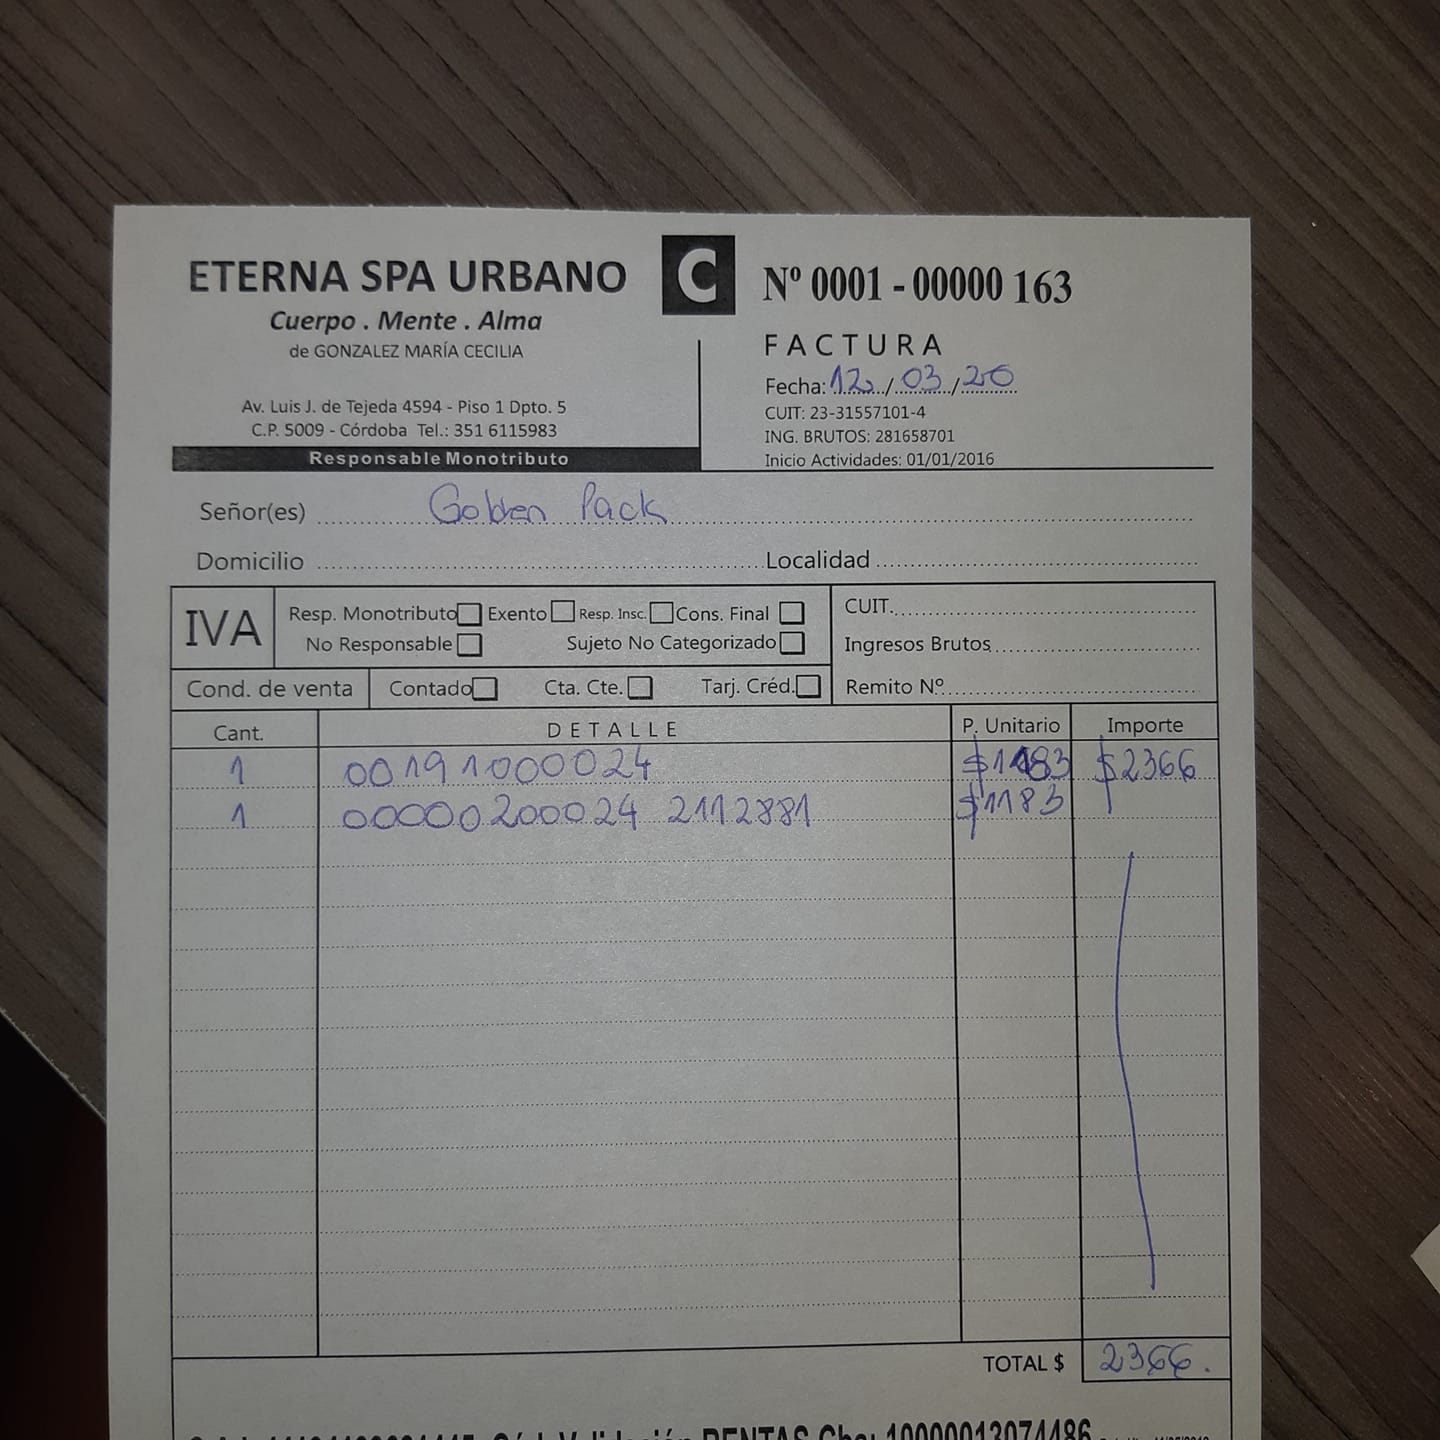 ETERNA SPA URBANO
Cuerpo . Mente . Alma
de GONZALEZ MARÍA CECILIA
Av. Luis J. de Tejeda 4594 - Piso 1 Dpto. 5
C.P. 5009 - Córdoba Tel.: 351 6115983
Responsable Monotributo
C
Nº 0001 - 00000 163
FACTURA
Fecha: 12 / 03 / 20
CUIT: 23-31557101-4
ING. BRUTOS: 281658701
Inicio Actividades: 01/01/2016
Señor(es) Golden Pack
Domicilio Localidad
IVA
Resp. Monotributo Exento Resp. Insc. Cons. Final
No Responsable Sujeto No Categorizado
CUIT.
Ingresos Brutos
Cond. de venta Contado Cta. Cte. Tarj. Créd. Remito Nº
Cant. DETALLE P. Unitario Importe
1 00191000024 $1183 $2366
1 00000200024 2112881 $1183
TOTAL $ 2366.
Validación RENTAS Cba: 10000013074486